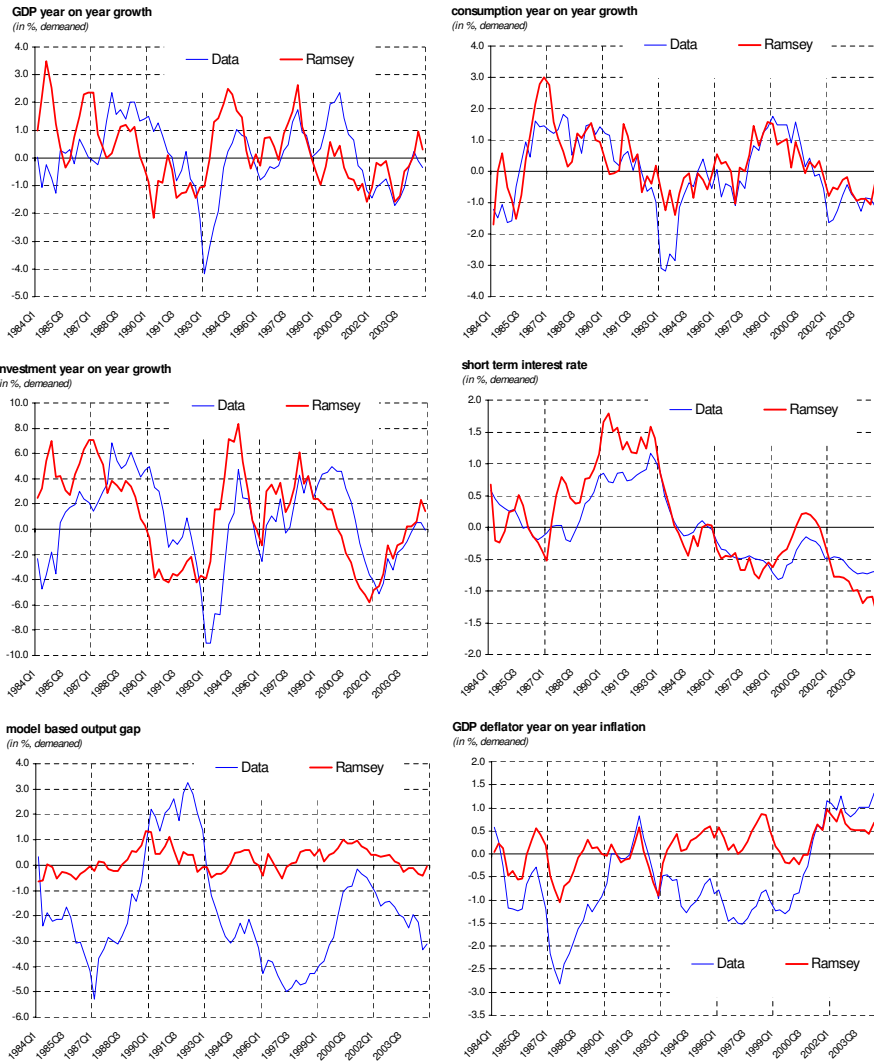 GDP year on year growth
(in %, demeaned)
Data
Ramsey
4.0
3.0
2.0
1.0
0.0
-1.0
-2.0
-3.0
-4.0
-5.0
1984Q1
1985Q3
1987Q1
1988Q3
1990Q1
1991Q3
1993Q1
1994Q3
1996Q1
1997Q3
1999Q1
2000Q3
2002Q1
2003Q3
consumption year on year growth
(in %, demeaned)
Data
Ramsey
4.0
3.0
2.0
1.0
0.0
-1.0
-2.0
-3.0
-4.0
1984Q1
1985Q3
1987Q1
1988Q3
1990Q1
1991Q3
1993Q1
1994Q3
1996Q1
1997Q3
1999Q1
2000Q3
2002Q1
2003Q3
nvestment year on year growth
in %, demeaned)
Data
Ramsey
10.0
8.0
6.0
4.0
2.0
0.0
-2.0
-4.0
-6.0
-8.0
-10.0
1984Q1
1985Q3
1987Q1
1988Q3
1990Q1
1991Q3
1993Q1
1994Q3
1996Q1
1997Q3
1999Q1
2000Q3
2002Q1
2003Q3
short term interest rate
(in %, demeaned)
Data
Ramsey
2.0
1.5
1.0
0.5
0.0
-0.5
-1.0
-1.5
-2.0
1984Q1
1985Q3
1987Q1
1988Q3
1990Q1
1991Q3
1993Q1
1994Q3
1996Q1
1997Q3
1999Q1
2000Q3
2002Q1
2003Q3
model based output gap
(in %, demeaned)
Data
Ramsey
4.0
3.0
2.0
1.0
0.0
-1.0
-2.0
-3.0
-4.0
-5.0
-6.0
1984Q1
1985Q3
1987Q1
1988Q3
1990Q1
1991Q3
1993Q1
1994Q3
1996Q1
1997Q3
1999Q1
2000Q3
2002Q1
2003Q3
GDP deflator year on year inflation
(in %, demeaned)
2.0
1.5
1.0
0.5
0.0
-0.5
-1.0
-1.5
-2.0
-2.5
-3.0
-3.5
Data
Ramsey
1984Q1
1985Q3
1987Q1
1988Q3
1990Q1
1991Q3
1993Q1
1994Q3
1996Q1
1997Q3
1999Q1
2000Q3
2002Q1
2003Q3